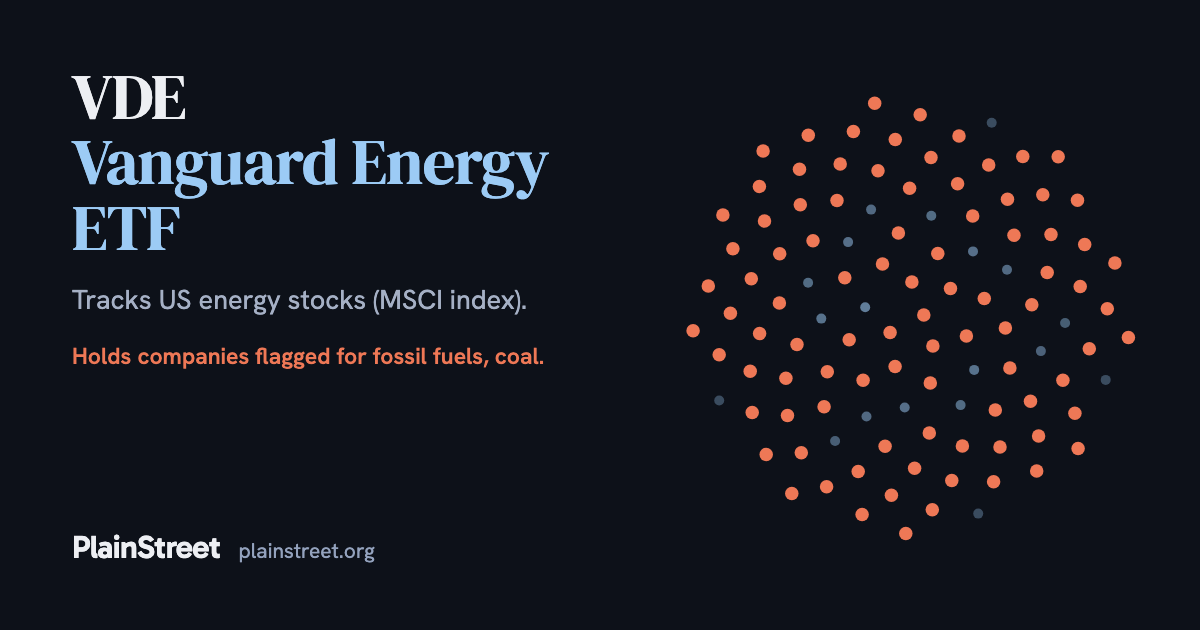 VDE
Vanguard Energy
ETF
Tracks US energy stocks (MSCI index).
Holds companies flagged for fossil fuels, coal.
PlainStreet plainstreet.org